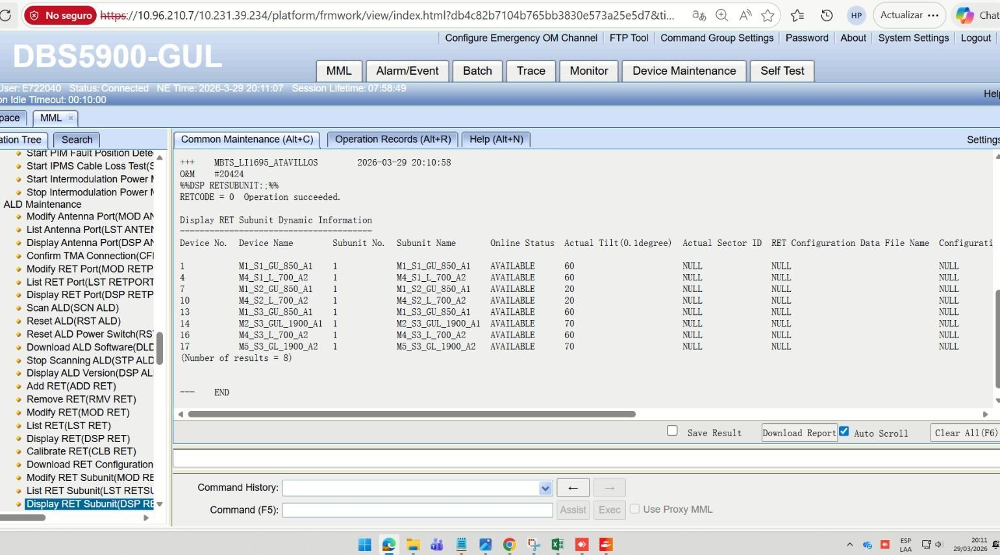 No seguro https://10.96.210.7/10.231.39.234/platform/frmwork/view/index.html?db4c82b7104b765bb3830e573a25e5d7&ti... HP Actualizar Chat
Configure Emergency OM Channel FTP Tool Command Group Settings Password About System Settings Logout
DBS5900-GUL
MML Alarm/Event Batch Trace Monitor Device Maintenance Self Test
User: E722040 Status: Connected NE Time: 2026-3-29 20:11:07 Session Lifetime: 07:58:49
on Idle Timeout: 00:10:00
Help
pace MML
ation Tree Search
Common Maintenance (Alt+C) Operation Records (Alt+R) Help (Alt+N) Settings
Start PIM Fault Position Dete
Start IPMS Cable Loss Test(S
Start Intermodulation Power M
Stop Intermodulation Power M
ALD Maintenance
Modify Antenna Port(MOD AN
List Antenna Port(LST ANTEN
Display Antenna Port(DSP AN
Confirm TMA Connection(CF
Modify RET Port(MOD RETP
List RET Port(LST RETPORT
Display RET Port(DSP RETP
Scan ALD(SCN ALD)
Reset ALD(RST ALD)
Reset ALD Power Switch(RS
Download ALD Software(DLD
Stop Scanning ALD(STP ALD
Display ALD Version(DSP AL
Add RET(ADD RET)
Remove RET(RMV RET)
Modify RET(MOD RET)
List RET(LST RET)
Display RET(DSP RET)
Calibrate RET(CLB RET)
Download RET Configuration
Modify RET Subunit(MOD RE
List RET Subunit(LST RETSU
Display RET Subunit(DSP RE
+++ MBTS_LI1695_ATAVILLOS 2026-03-29 20:10:58
O&M #20424
%%DSP RETSUBUNIT:;%%
RETCODE = 0 Operation succeeded.
Display RET Subunit Dynamic Information
---------------------------------------
Device No. Device Name Subunit No. Subunit Name Online Status Actual Tilt(0.1degree) Actual Sector ID RET Configuration Data File Name Configurati
1 M1_S1_GU_850_A1 1 M1_S1_GU_850_A1 AVAILABLE 60 NULL NULL NULL
4 M4_S1_L_700_A2 1 M4_S1_L_700_A2 AVAILABLE 60 NULL NULL NULL
7 M1_S2_GU_850_A1 1 M1_S2_GU_850_A1 AVAILABLE 20 NULL NULL NULL
10 M4_S2_L_700_A2 1 M4_S2_L_700_A2 AVAILABLE 20 NULL NULL NULL
13 M1_S3_GU_850_A1 1 M1_S3_GU_850_A1 AVAILABLE 60 NULL NULL NULL
14 M2_S3_GUL_1900_A1 1 M2_S3_GUL_1900_A1 AVAILABLE 70 NULL NULL NULL
16 M4_S3_L_700_A2 1 M4_S3_L_700_A2 AVAILABLE 60 NULL NULL NULL
17 M5_S3_GL_1900_A2 1 M5_S3_GL_1900_A2 AVAILABLE 70 NULL NULL NULL
(Number of results = 8)
--- END
Save Result Download Report Auto Scroll Clear All(F6)
Command History: ← →
Command (F5): Assist Exec Use Proxy MML
ESP
LAA
20:11
29/03/2026